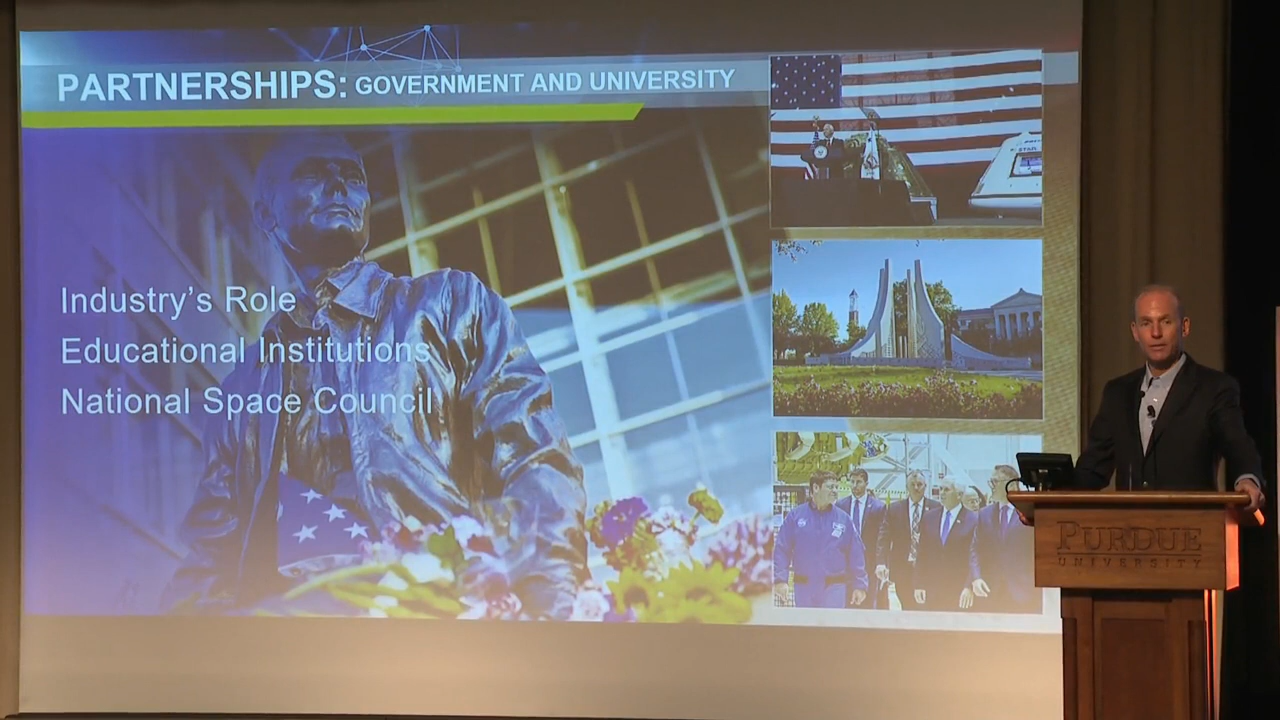 PARTNERSHIPS: GOVERNMENT AND UNIVERSITY
Industry's Role
Educational Institutions
National Space Council
PURDUE
UNIVERSITY